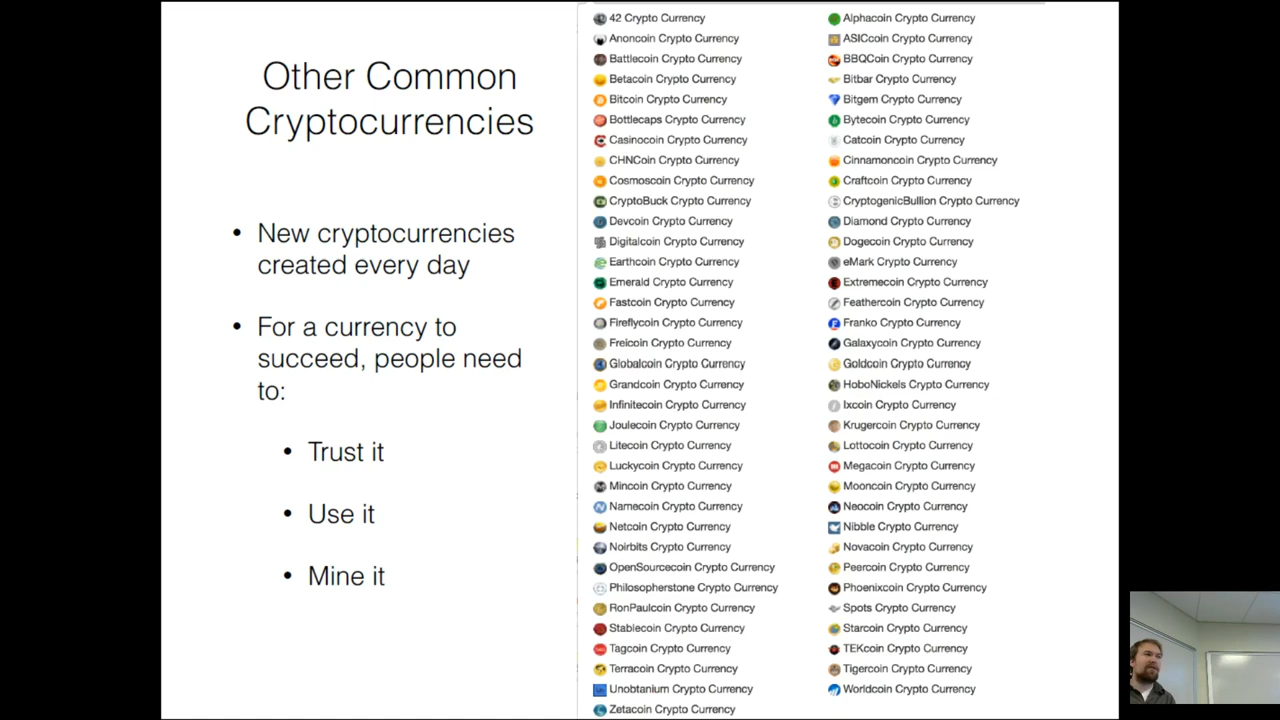 Other Common
Cryptocurrencies
• New cryptocurrencies
created every day
• For a currency to
succeed, people need
to:
• Trust it
• Use it
• Mine it
42 Crypto Currency
Anoncoin Crypto Currency
Battlecoin Crypto Currency
Betacoin Crypto Currency
Bitcoin Crypto Currency
Bottlecaps Crypto Currency
Casinocoin Crypto Currency
CHNCoin Crypto Currency
Cosmoscoin Crypto Currency
CryptoBuck Crypto Currency
Devcoin Crypto Currency
Digitalcoin Crypto Currency
Earthcoin Crypto Currency
Emerald Crypto Currency
Fastcoin Crypto Currency
Fireflycoin Crypto Currency
Freicoin Crypto Currency
Globalcoin Crypto Currency
Grandcoin Crypto Currency
Infinitecoin Crypto Currency
Joulecoin Crypto Currency
Litecoin Crypto Currency
Luckycoin Crypto Currency
Mincoin Crypto Currency
Namecoin Crypto Currency
Netcoin Crypto Currency
Noirbits Crypto Currency
OpenSourcecoin Crypto Currency
Philosopherstone Crypto Currency
RonPaulcoin Crypto Currency
Stablecoin Crypto Currency
Tagcoin Crypto Currency
Terracoin Crypto Currency
Unobtanium Crypto Currency
Zetacoin Crypto Currency
Alphacoin Crypto Currency
ASICcoin Crypto Currency
BBQCoin Crypto Currency
Bitbar Crypto Currency
Bitgem Crypto Currency
Bytecoin Crypto Currency
Catcoin Crypto Currency
Cinnamoncoin Crypto Currency
Craftcoin Crypto Currency
CryptogenicBullion Crypto Currency
Diamond Crypto Currency
Dogecoin Crypto Currency
eMark Crypto Currency
Extremecoin Crypto Currency
Feathercoin Crypto Currency
Franko Crypto Currency
Galaxycoin Crypto Currency
Goldcoin Crypto Currency
HoboNickels Crypto Currency
Ixcoin Crypto Currency
Krugercoin Crypto Currency
Lottocoin Crypto Currency
Megacoin Crypto Currency
Mooncoin Crypto Currency
Neocoin Crypto Currency
Nibble Crypto Currency
Novacoin Crypto Currency
Peercoin Crypto Currency
Phoenixcoin Crypto Currency
Spots Crypto Currency
Starcoin Crypto Currency
TEKcoin Crypto Currency
Tigercoin Crypto Currency
Worldcoin Crypto Currency